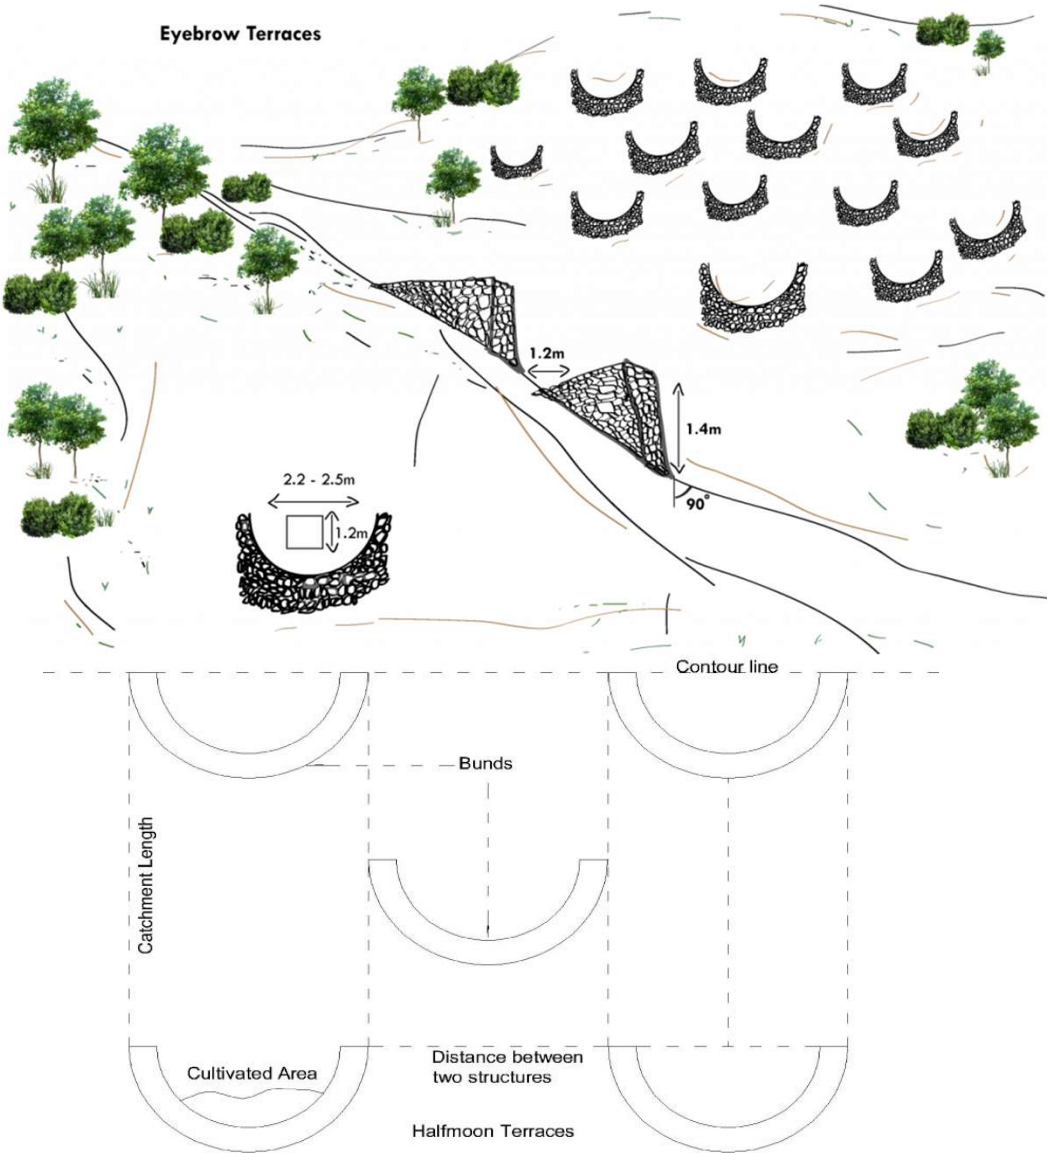 Eyebrow Terraces
1.2m
1.4m
90°
2.2 - 2.5m
1.2m
Contour line
Bunds
Catchment Length
Cultivated Area
Distance between
two structures
Halfmoon Terraces